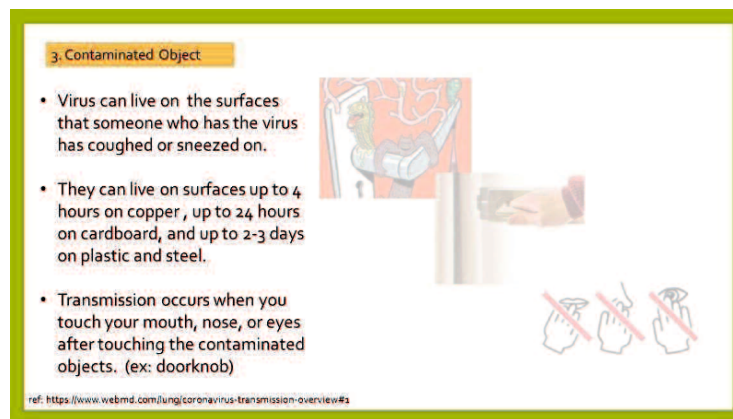 3. Contaminated Object
• Virus can live on the surfaces
that someone who has the virus
has coughed or sneezed on.
• They can live on surfaces up to 4
hours on copper , up to 24 hours
on cardboard, and up to 2-3 days
on plastic and steel.
• Transmission occurs when you
touch your mouth, nose, or eyes
after touching the contaminated
objects. (ex: doorknob)
ref: https://www.webmd.com/lung/coronavirus-transmission-overview#1